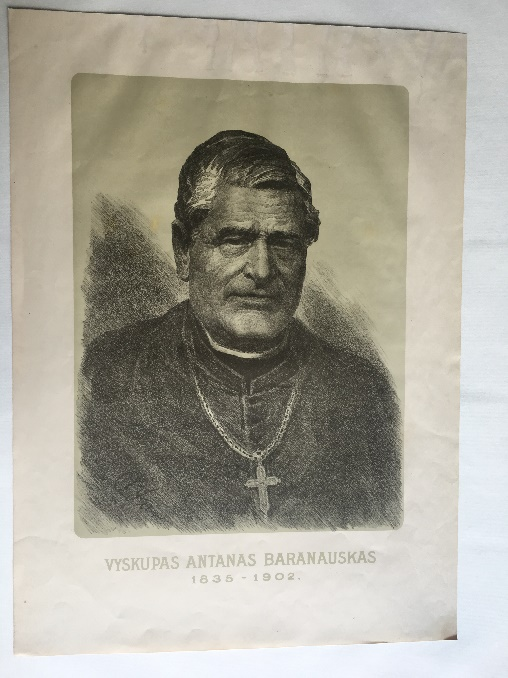 VYSKUPAS ANTANAS BARANAUSKAS
1835 - 1902.